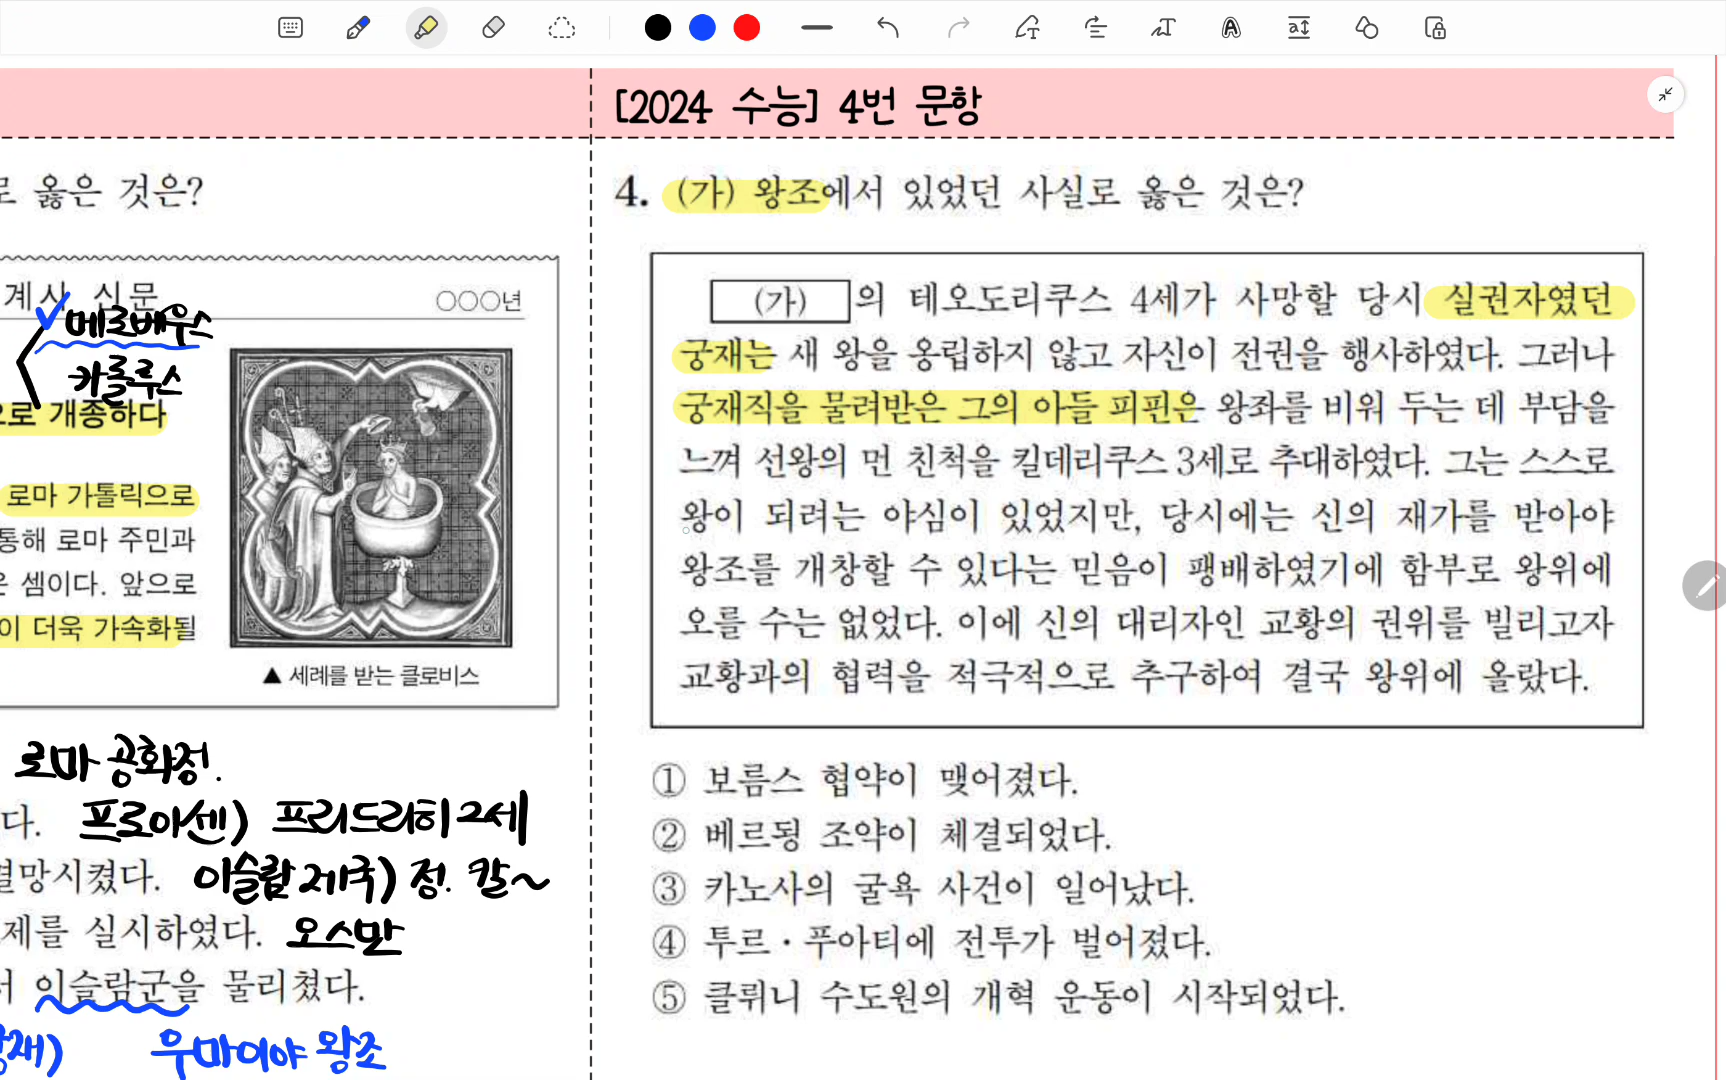 [2024 수능] 4번 문항
로 옳은 것은?
계사 신문
○○○년
메로배우스
카롤루스
으로 개종하다
로마 가톨릭으로
통해 로마 주민과
은 셈이다. 앞으로
이 더욱 가속화될
▲ 세례를 받는 클로비스
로마 공화정.
다. 프로이센) 프리드리히 2세
멸망시켰다. 이슬람 제국) 정. 칼~
제를 실시하였다. 오스만
서 이슬람군을 물리쳤다.
우마이야 왕조
4. (가) 왕조에서 있었던 사실로 옳은 것은?
(가)의 테오도리쿠스 4세가 사망할 당시 실권자였던
궁재는 새 왕을 옹립하지 않고 자신이 전권을 행사하였다. 그러나
궁재직을 물려받은 그의 아들 피핀은 왕좌를 비워 두는 데 부담을
느껴 선왕의 먼 친척을 킬데리쿠스 3세로 추대하였다. 그는 스스로
왕이 되려는 야심이 있었지만, 당시에는 신의 재가를 받아야
왕조를 개창할 수 있다는 믿음이 팽배하였기에 함부로 왕위에
오를 수는 없었다. 이에 신의 대리자인 교황의 권위를 빌리고자
교황과의 협력을 적극적으로 추구하여 결국 왕위에 올랐다.
① 보름스 협약이 맺어졌다.
② 베르됭 조약이 체결되었다.
③ 카노사의 굴욕 사건이 일어났다.
④ 투르·푸아티에 전투가 벌어졌다.
⑤ 클뤼니 수도원의 개혁 운동이 시작되었다.